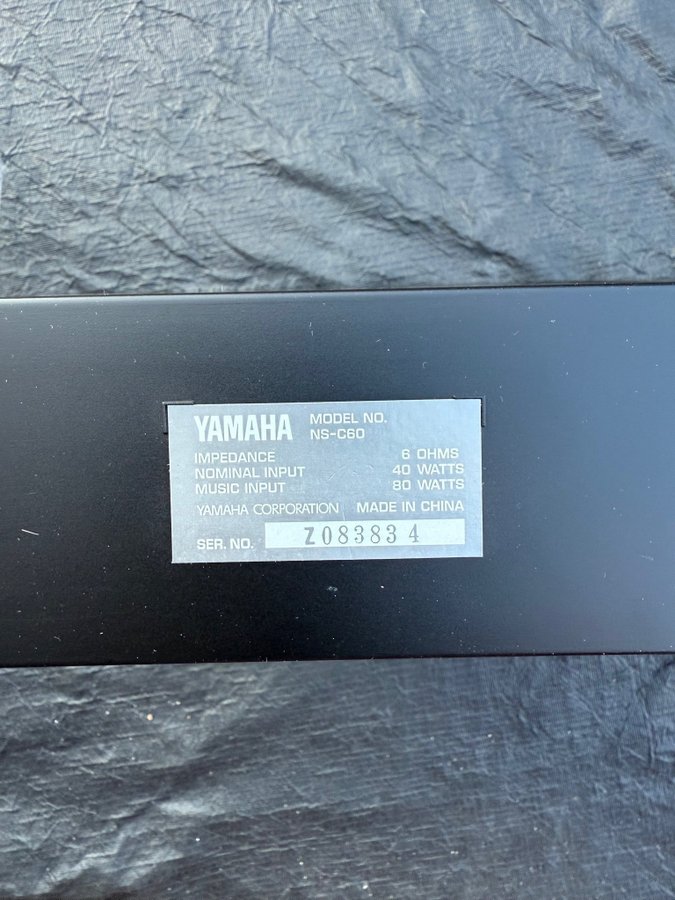 YAMAHA MODEL NO.
NS-C60
IMPEDANCE 6 OHMS
NOMINAL INPUT 40 WATTS
MUSIC INPUT 80 WATTS
YAMAHA CORPORATION MADE IN CHINA
SER. NO. Z083834